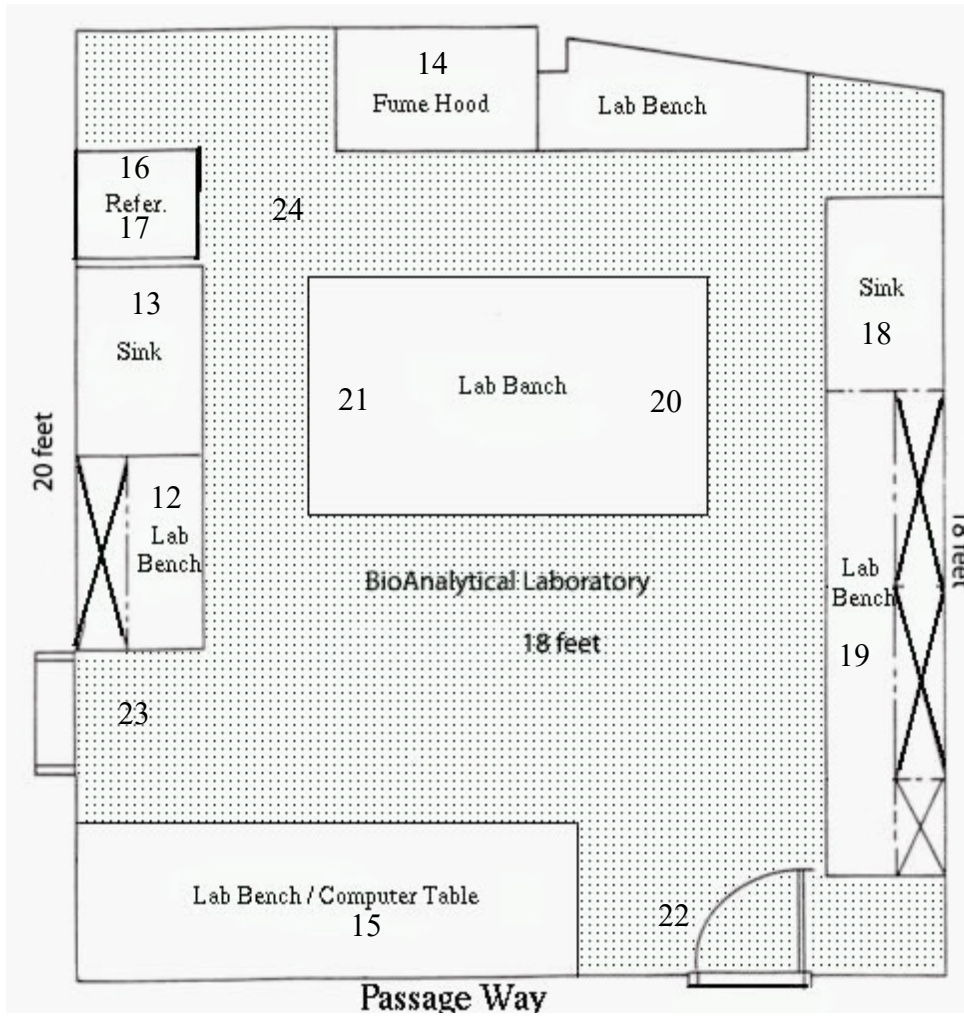 14
Fume Hood
Lab Bench
16
Refer.
17
24
13
Sink
Sink
18
21
Lab Banch
20
20 feet
12
Lab
Bench
BioAnalytical Laboratory
18 feet
18 feet
Lab
Bench
19
23
Lab Bench / Computer Table
15
22
Passage Way